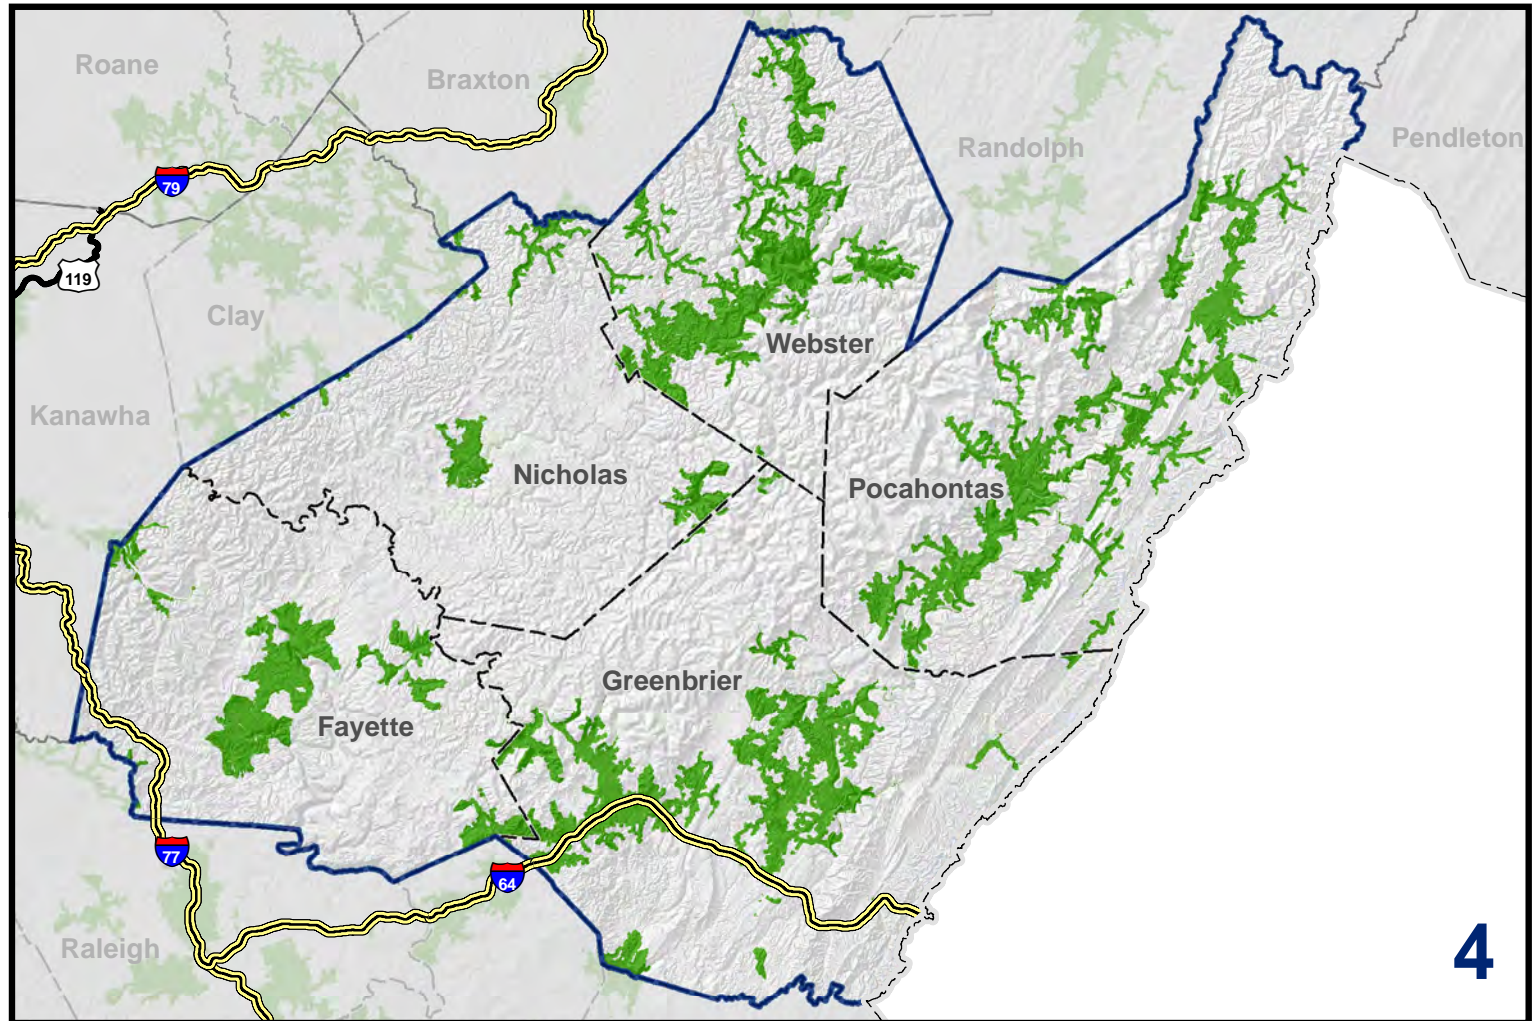 Roane
Braxton
Randolph
Pendleton
79
119
Clay
Webster
Kanawha
Nicholas
Pocahontas
Greenbrier
Fayette
77
64
Raleigh
4